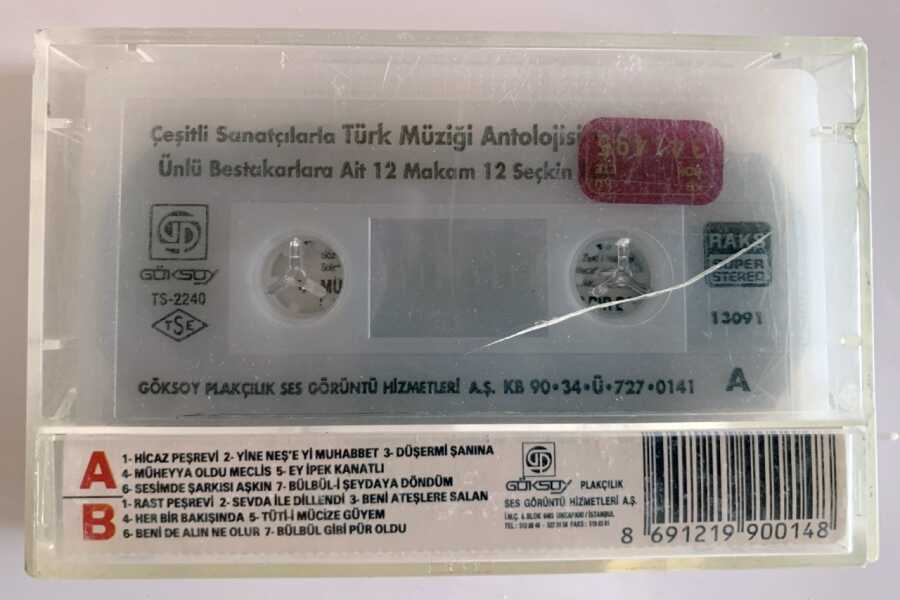 Çeşitli Sanatçılarla Türk Müziği Antolojisi
Ünlü Bestakarlara Ait 12 Makam 12 Seçkin
GÖKSOY
TS-2240
TSE
RAKS
SUPER
STEREO
13091
GÖKSOY PLAKÇILIK SES GÖRÜNTÜ HİZMETLERİ A.Ş. KB 90•34•Ü•727•0141
A
A
1- HİCAZ PEŞREVİ 2- YİNE NEŞ'E Yİ MUHABBET 3- DÜŞERMİ ŞANINA
4- MÜHEYYA OLDU MECLİS 5- EY İPEK KANATLI
6- SESİMDE ŞARKISI AŞKIN 7- BÜLBÜL-İ ŞEYDAYA DÖNDÜM
B
1- RAST PEŞREVİ 2- SEVDA İLE DİLLENDİ 3- BENİ ATEŞLERE SALAN
4- HER BİR BAKIŞINDA 5- TÜTİ-İ MÜCİZE GÜYEM
6- BENİ DE ALIN NE OLUR 7- BÜLBÜL GİBİ PÜR OLDU
GÖKSOY PLAKÇILIK
SES GÖRÜNTÜ HİZMETLERİ A.Ş.
8 691219 900148